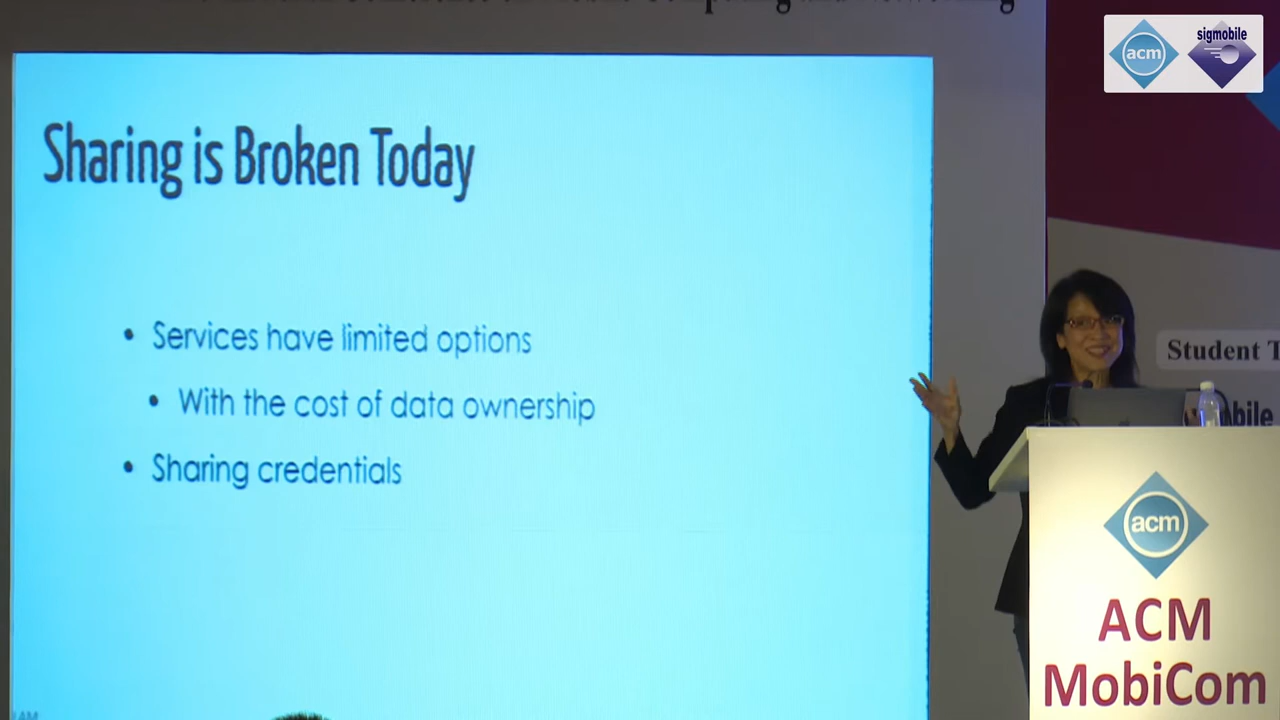 acm
sigmobile
Sharing is Broken Today
• Services have limited options
• With the cost of data ownership
• Sharing credentials
Student T
bile
acm
ACM
MobiCom